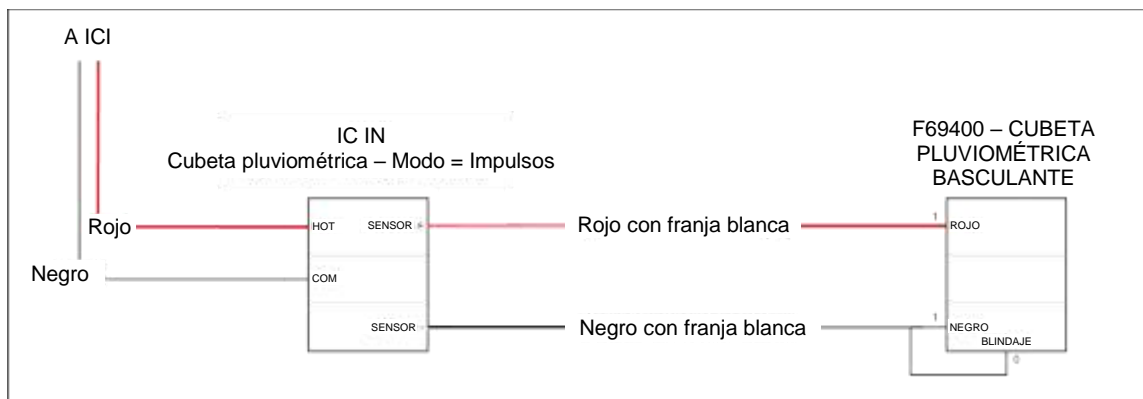 A ICI
IC IN
Cubeta pluviométrica – Modo = Impulsos
F69400 – CUBETA
PLUVIOMÉTRICA
BASCULANTE
Rojo
HOT
SENSOR
Rojo con franja blanca
1
ROJO
Negro
COM
SENSOR
Negro con franja blanca
1
NEGRO
BLINDAJE
0